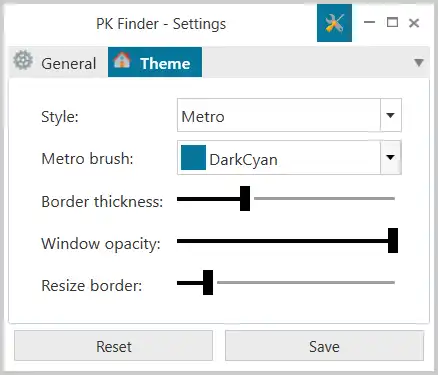 PK Finder - Settings
General
Theme
Style:
Metro
Metro brush:
DarkCyan
Border thickness:
Window opacity:
Resize border:
Reset
Save